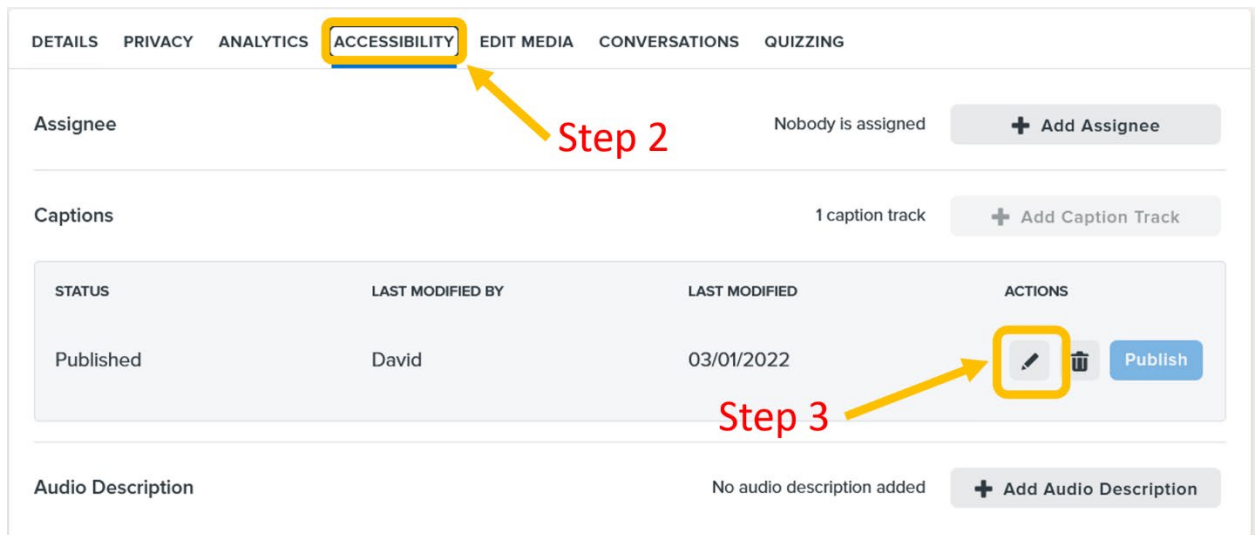 DETAILS PRIVACY ANALYTICS ACCESSIBILITY EDIT MEDIA CONVERSATIONS QUIZZING
Step 2
Assignee Nobody is assigned + Add Assignee
Captions 1 caption track + Add Caption Track
STATUS LAST MODIFIED BY LAST MODIFIED ACTIONS
Published David 03/01/2022 Publish
Step 3
Audio Description No audio description added + Add Audio Description